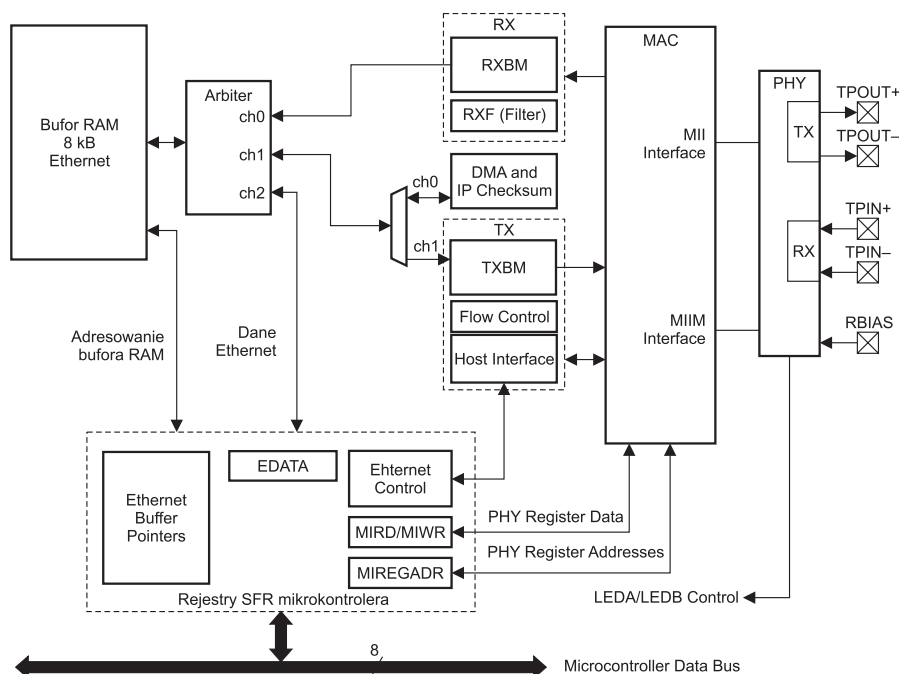 RX
RXBM
RXF (Filter)
MAC
MII
Interface
MIIM
Interface
PHY
TX
RX
TPOUT+
TPOUT–
TPIN+
TPIN–
RBIAS
Bufor RAM
8 kB
Ethernet
Arbiter
ch0
ch1
ch2
ch0
ch1
DMA and
IP Checksum
TX
TXBM
Flow Control
Host Interface
Adresowanie
bufora RAM
Dane
Ethernet
Ethernet
Buffer
Pointers
EDATA
Ehternet
Control
MIRD/MIWR
MIREGADR
PHY Register Data
PHY Register Addresses
Rejestry SFR mikrokontrolera
LEDA/LEDB Control
8
Microcontroller Data Bus